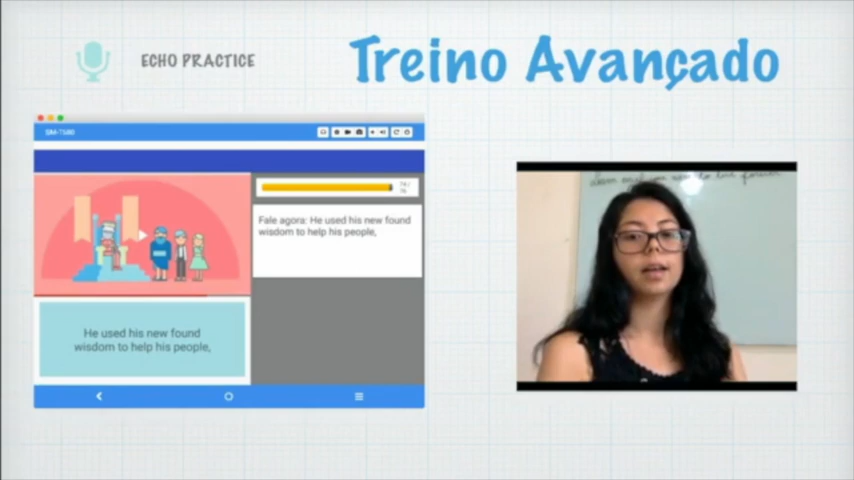 ECHO PRACTICE
Treino Avançado
Fale agora: He used his new found
wisdom to help his people,
He used his new found
wisdom to help his people,